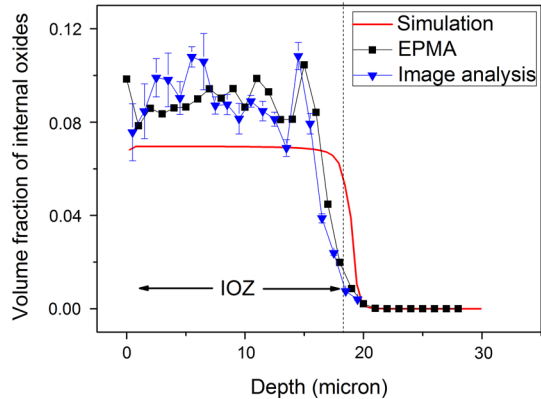 Volume fraction of internal oxides
0.12
0.08
0.04
0.00
Simulation
EPMA
Image analysis
IOZ
0
10
20
30
Depth (micron)